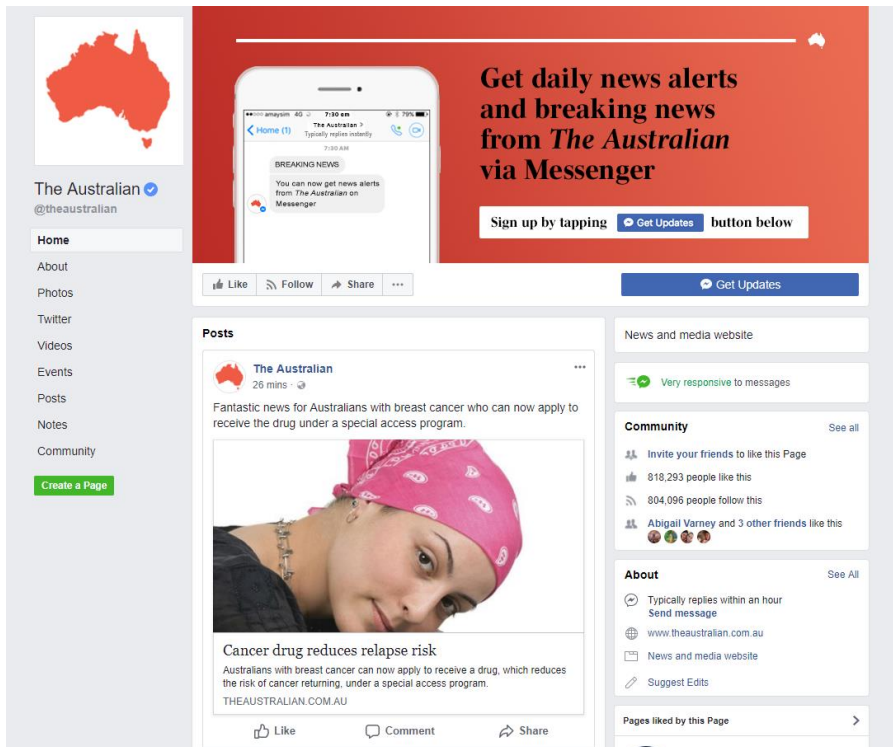 The Australian
@theaustralian
Home
About
Photos
Twitter
Videos
Events
Posts
Notes
Community
Create a Page
amaysim 4G 7:30 am 79%
Home (1)
The Australian >
Typically replies instantly
7:30 AM
BREAKING NEWS
You can now get news alerts
from The Australian on
Messenger
Get daily news alerts
and breaking news
from The Australian
via Messenger
Sign up by tapping Get Updates button below
Like Follow Share ...
Get Updates
Posts
The Australian
26 mins ·
Fantastic news for Australians with breast cancer who can now apply to
receive the drug under a special access program.
Cancer drug reduces relapse risk
Australians with breast cancer can now apply to receive a drug, which reduces
the risk of cancer returning, under a special access program.
THEAUSTRALIAN.COM.AU
Like Comment Share
News and media website
Very responsive to messages
Community See all
Invite your friends to like this Page
818,293 people like this
804,096 people follow this
Abigail Varney and 3 other friends like this
About See All
Typically replies within an hour
Send message
www.theaustralian.com.au
News and media website
Suggest Edits
Pages liked by this Page